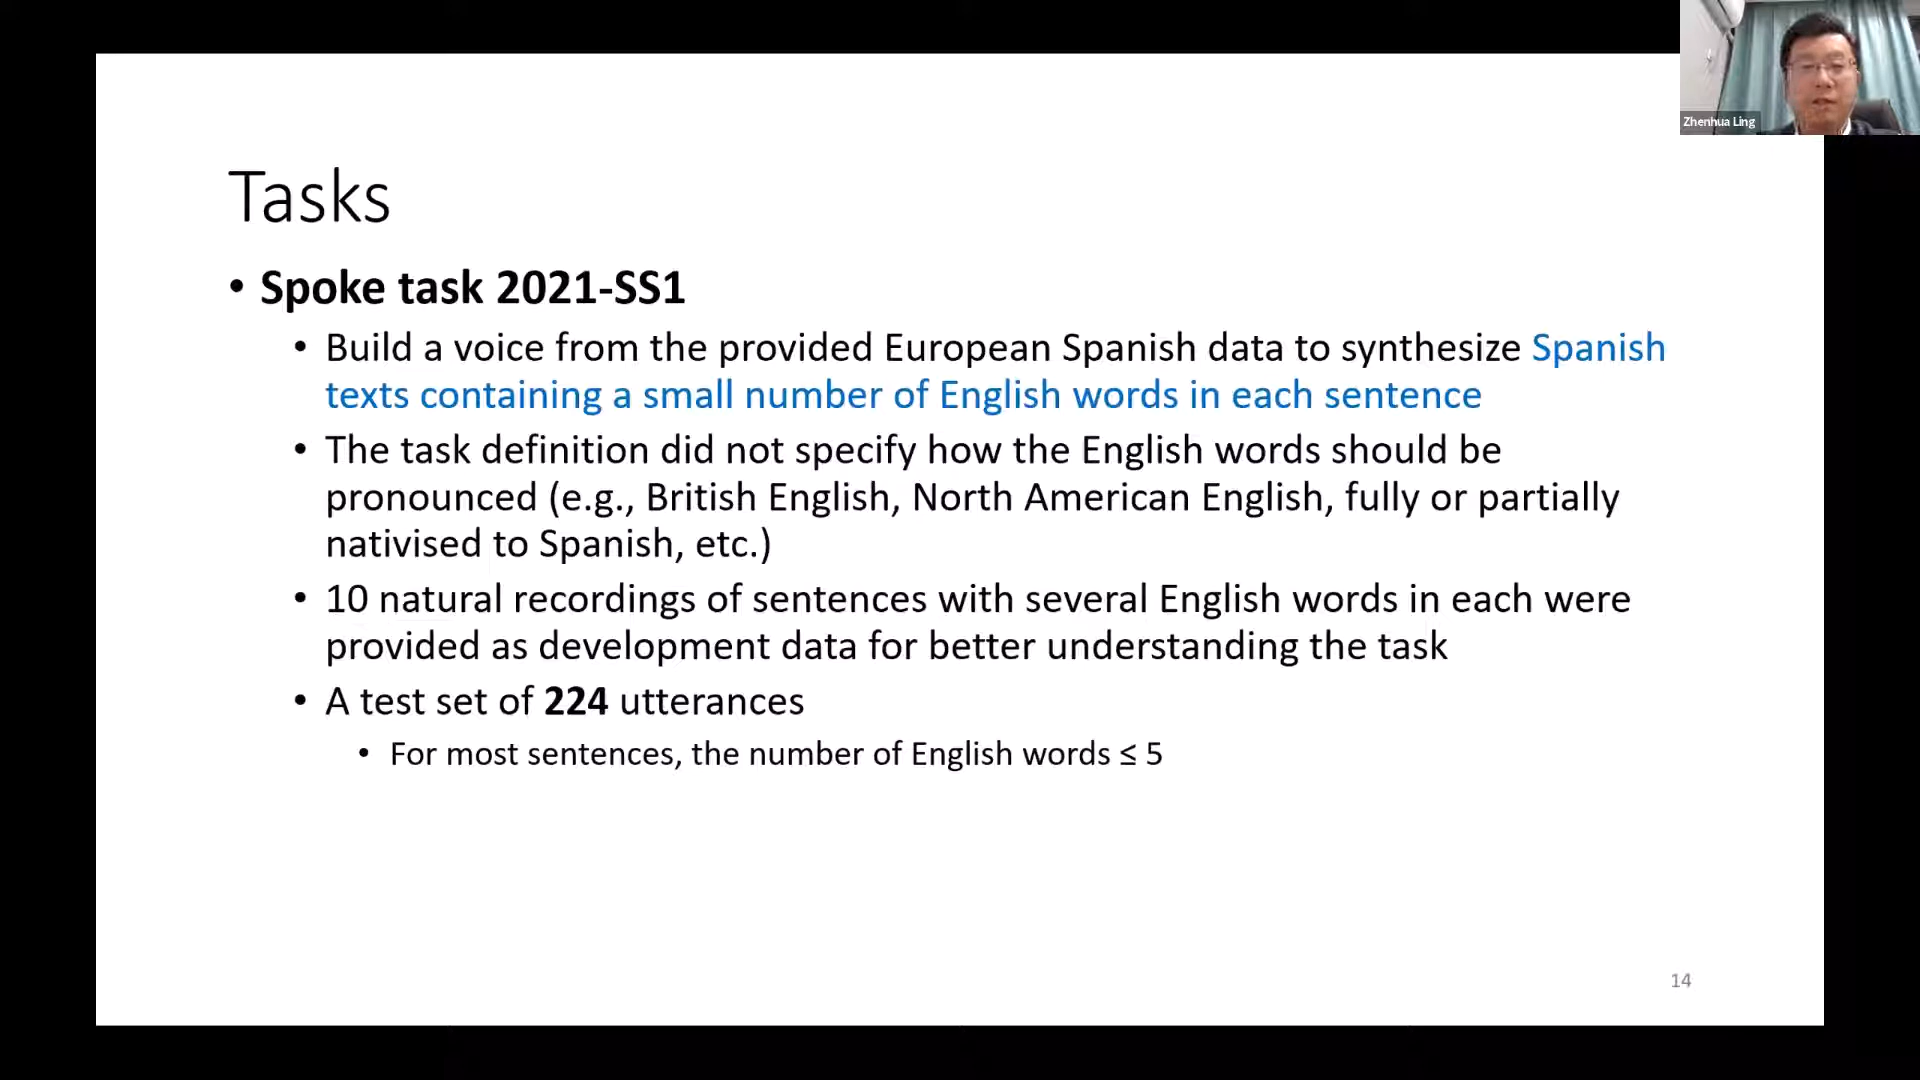 Zhenhua Ling
Tasks
• Spoke task 2021-SS1
• Build a voice from the provided European Spanish data to synthesize Spanish
texts containing a small number of English words in each sentence
• The task definition did not specify how the English words should be
pronounced (e.g., British English, North American English, fully or partially
nativised to Spanish, etc.)
• 10 natural recordings of sentences with several English words in each were
provided as development data for better understanding the task
• A test set of 224 utterances
• For most sentences, the number of English words ≤ 5
14